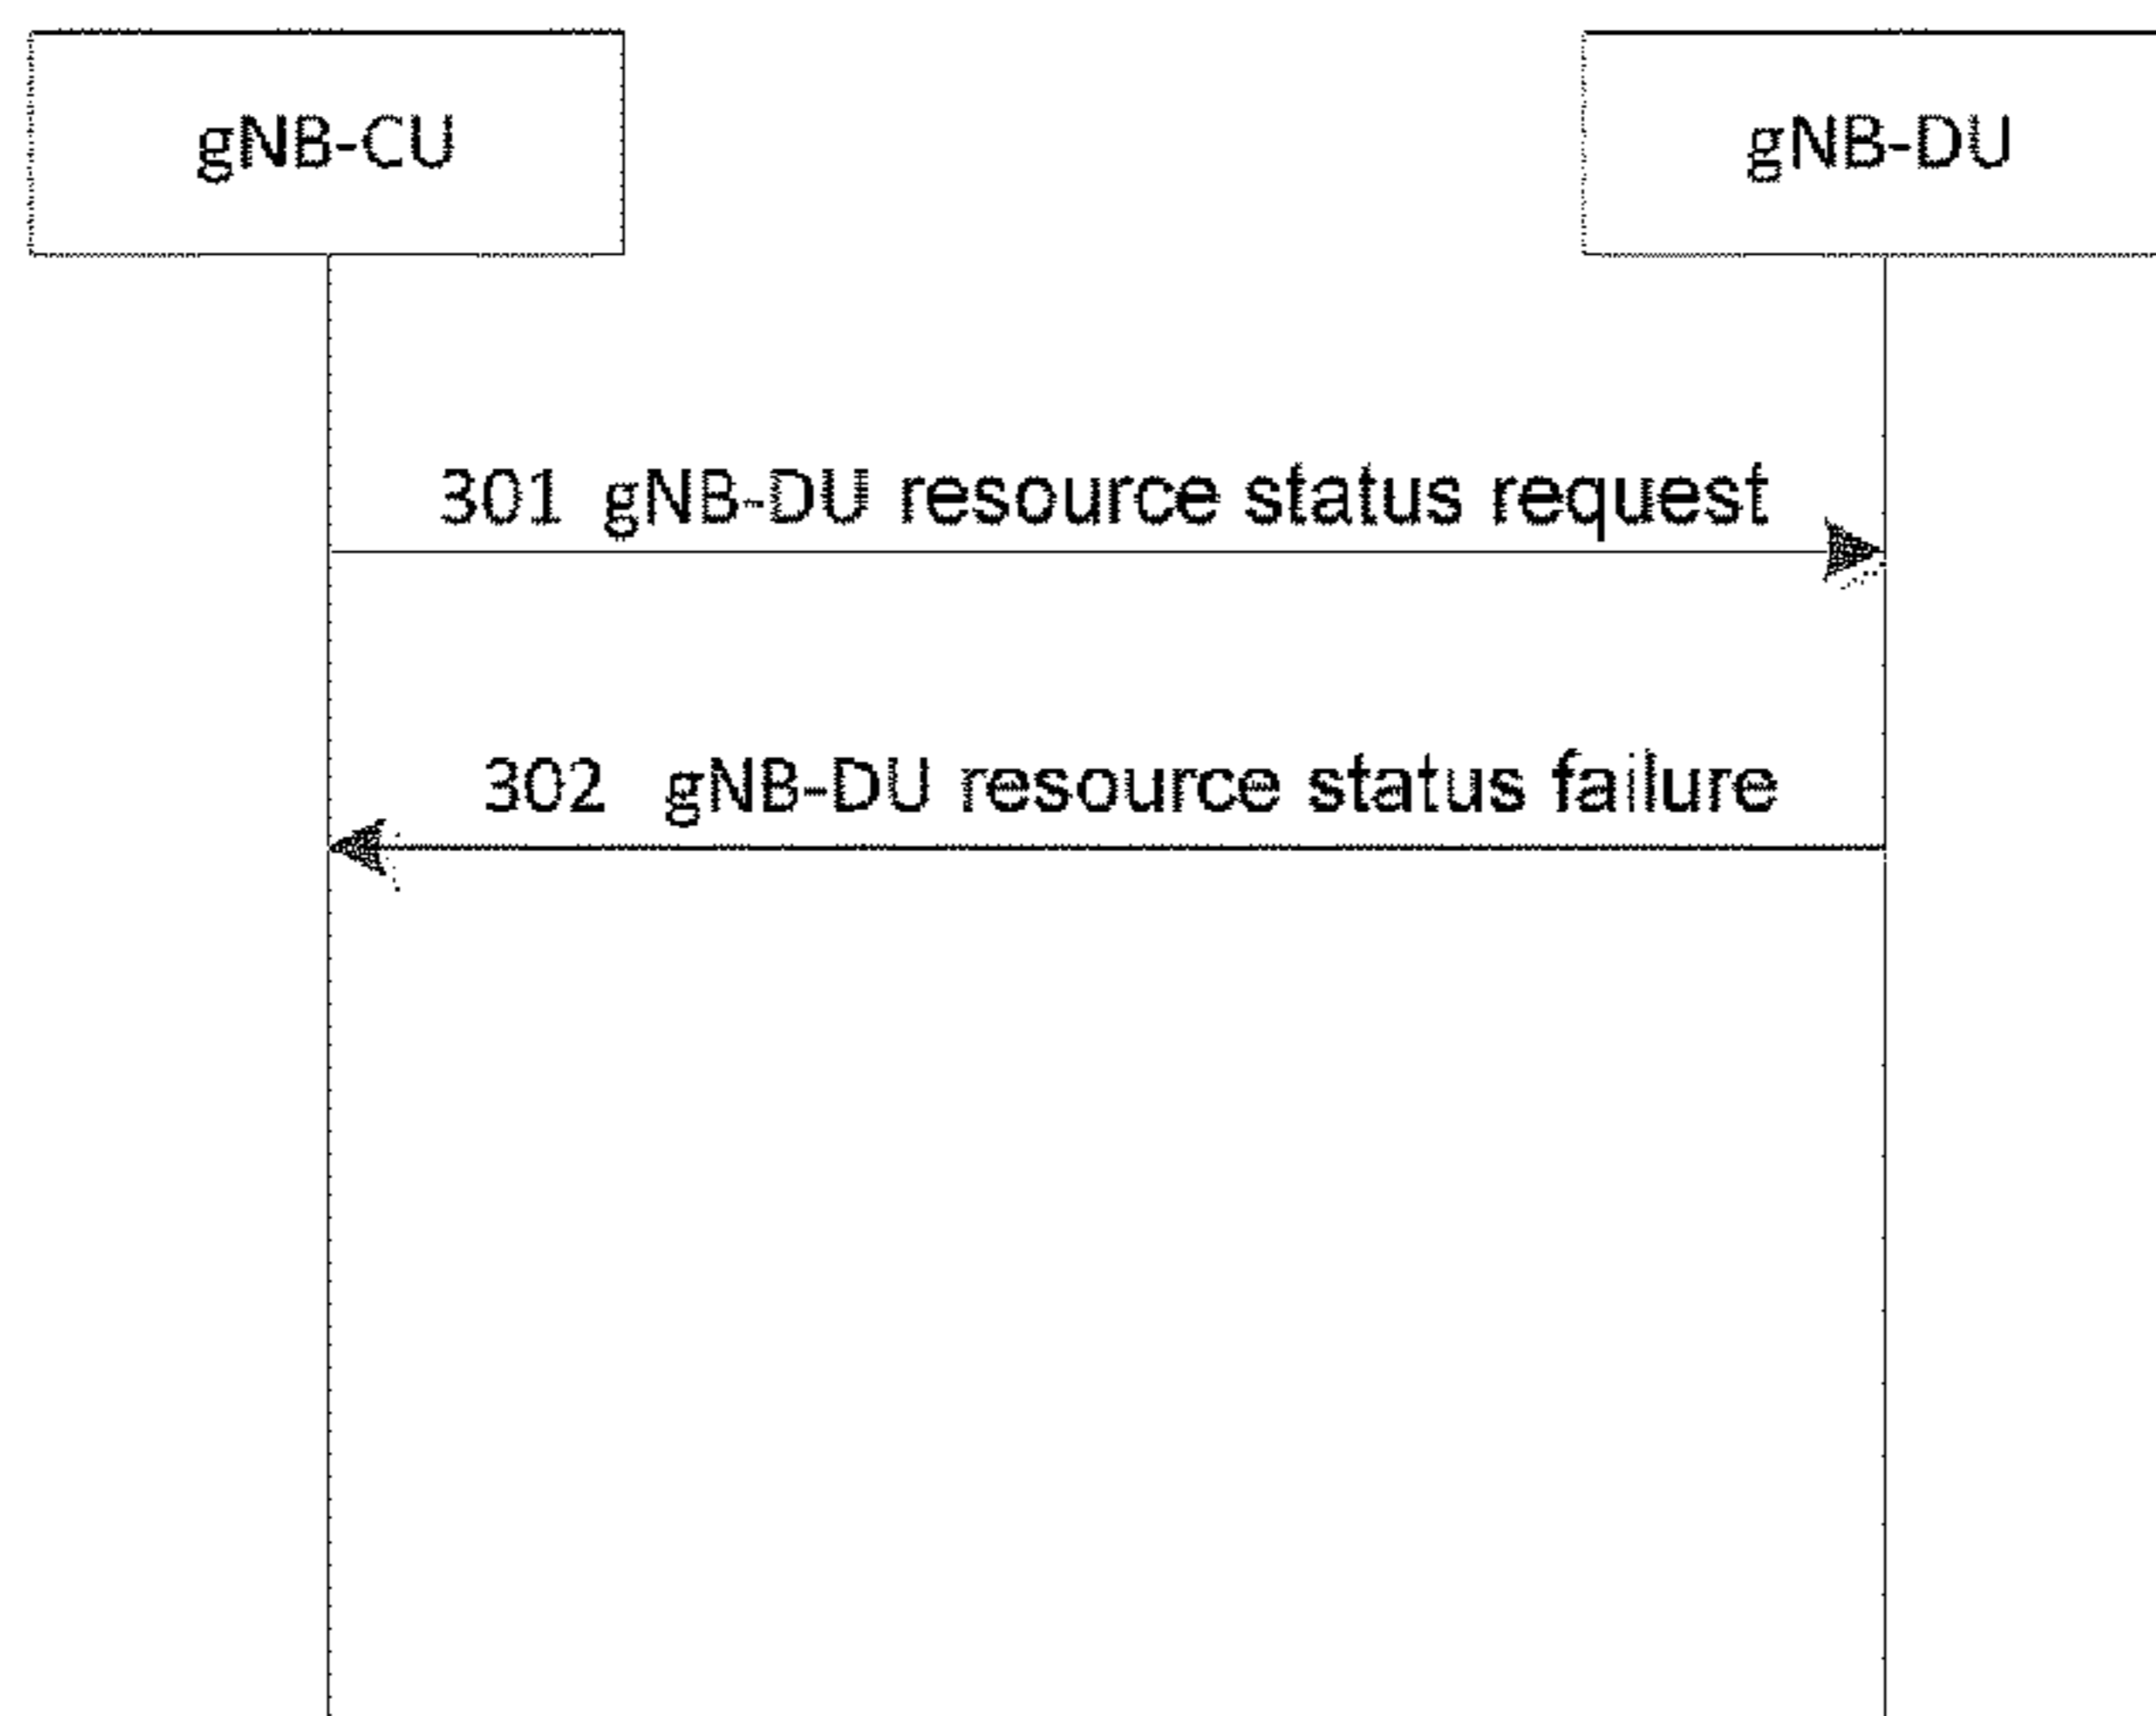 gNB-CU
gNB-DU
301 gNB-DU resource status request
302 gNB-DU resource status failure